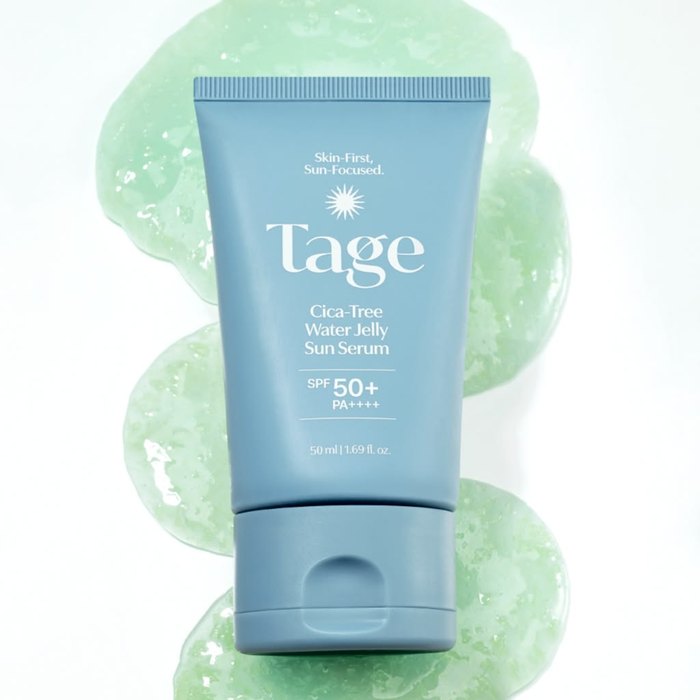 Skin-First,
Sun-Focused.
Tage
Cica-Tree
Water Jelly
Sun Serum
SPF 50+
PA++++
50 ml | 1.69 fl. oz.